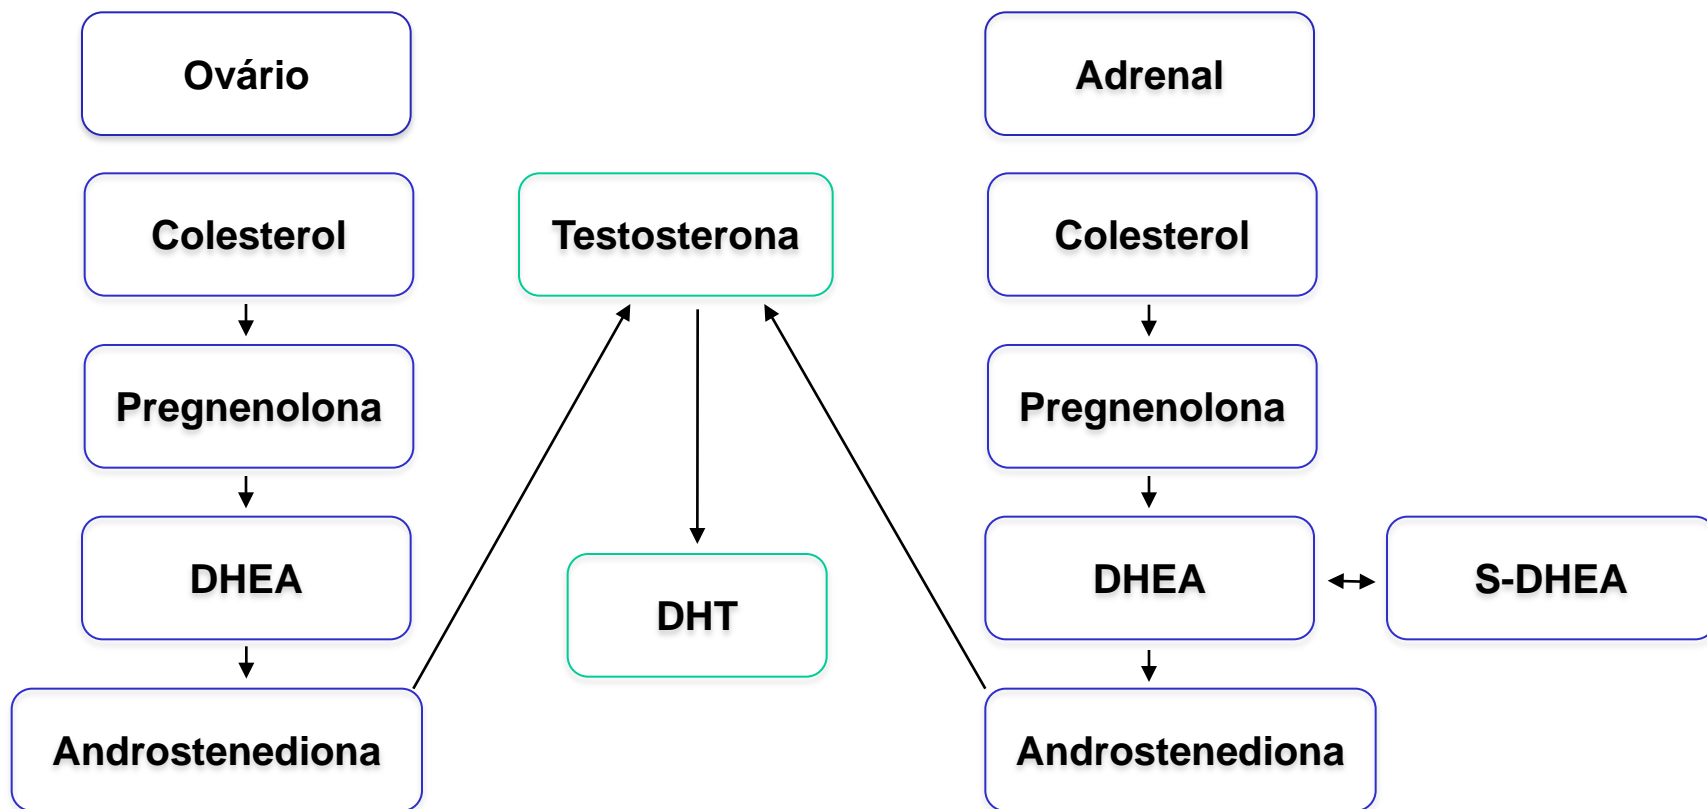 Ovário
Adrenal
Colesterol
Testosterona
Colesterol
Pregnenolona
Pregnenolona
DHEA
DHT
DHEA
S-DHEA
Androstenediona
Androstenediona